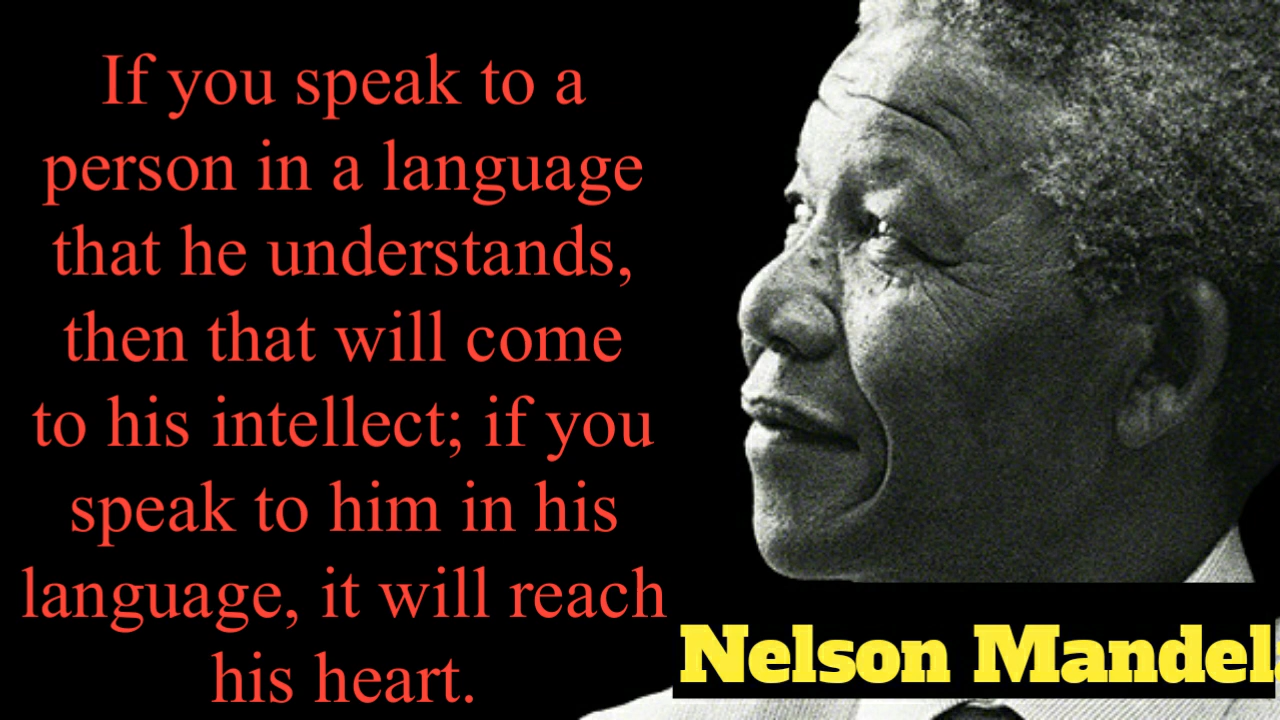 If you speak to a
person in a language
that he understands,
then that will come
to his intellect; if you
speak to him in his
language, it will reach
his heart.
Nelson Mandel